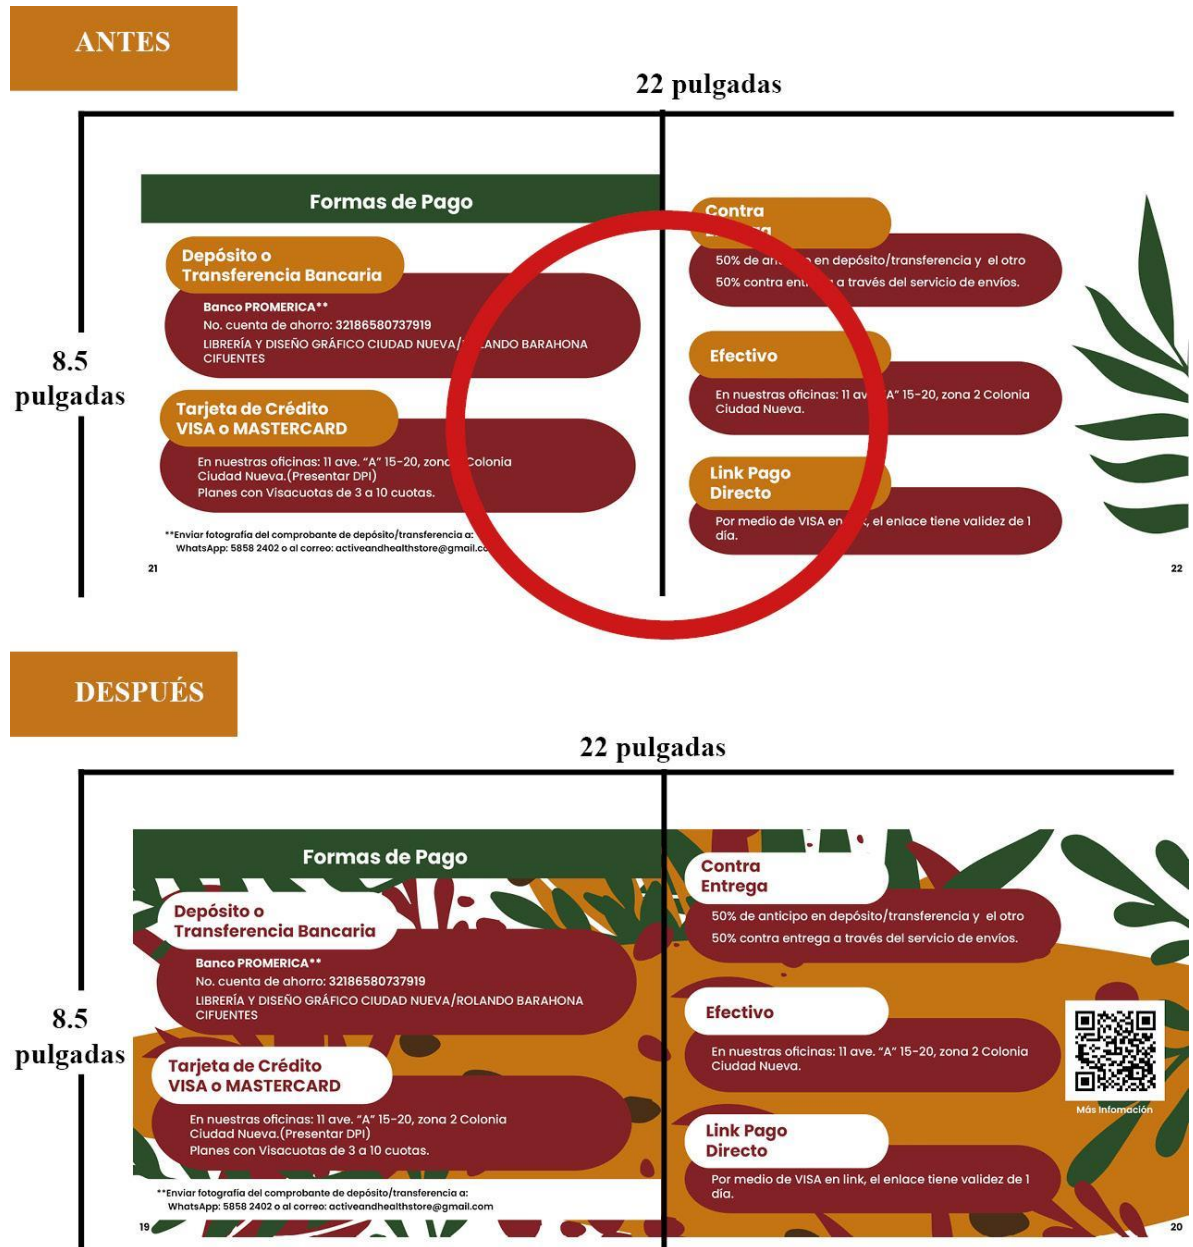 ANTES
22 pulgadas
8.5
pulgadas
Formas de Pago
Depósito o
Transferencia Bancaria
Banco PROMERICA**
No. cuenta de ahorro: 32186580737919
LIBRERÍA Y DISEÑO GRÁFICO CIUDAD NUEVA/ROLANDO BARAHONA
CIFUENTES
Tarjeta de Crédito
VISA o MASTERCARD
En nuestras oficinas: 11 ave. “A” 15-20, zona Colonia
Ciudad Nueva.(Presentar DPI)
Planes con Visacuotas de 3 a 10 cuotas.
**Enviar fotografía del comprobante de depósito/transferencia a:
WhatsApp: 5858 2402 o al correo: activeandhealthstore@gmail.com
21
Contra
Entrega
50% de anticipo en depósito/transferencia y el otro
50% contra entrega a través del servicio de envíos.
Efectivo
En nuestras oficinas: 11 ave. “A” 15-20, zona 2 Colonia
Ciudad Nueva.
Link Pago
Directo
Por medio de VISA en link, el enlace tiene validez de 1
día.
22
DESPUÉS
22 pulgadas
8.5
pulgadas
Formas de Pago
Depósito o
Transferencia Bancaria
Banco PROMERICA**
No. cuenta de ahorro: 32186580737919
LIBRERÍA Y DISEÑO GRÁFICO CIUDAD NUEVA/ROLANDO BARAHONA
CIFUENTES
Tarjeta de Crédito
VISA o MASTERCARD
En nuestras oficinas: 11 ave. “A” 15-20, zona 2 Colonia
Ciudad Nueva.(Presentar DPI)
Planes con Visacuotas de 3 a 10 cuotas.
**Enviar fotografía del comprobante de depósito/transferencia a:
WhatsApp: 5858 2402 o al correo: activeandhealthstore@gmail.com
19
Contra
Entrega
50% de anticipo en depósito/transferencia y el otro
50% contra entrega a través del servicio de envíos.
Efectivo
En nuestras oficinas: 11 ave. “A” 15-20, zona 2 Colonia
Ciudad Nueva.
Más Infomación
Link Pago
Directo
Por medio de VISA en link, el enlace tiene validez de 1
día.
20